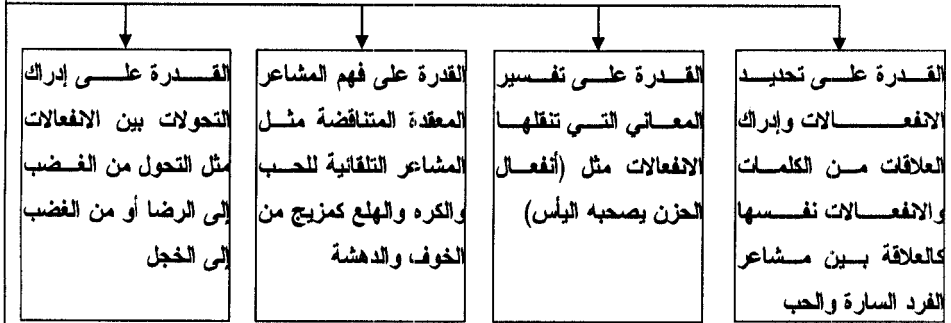 القدرة على تحديد
الانفعالات وإدراك
العلاقات من الكلمات
والانفعالات نفسها
كالعلاقة بين مشاعر
الفرد السارة والحب
القدرة على تفسير
المعاني التي تنقلها
الانفعالات مثل (أنفعال
الحزن يصحبه اليأس)
القدرة على فهم المشاعر
المعقدة المتناقضة مثل
المشاعر التلقائية للحب
والكره والهلع كمزيج من
الخوف والدهشة
القدرة على إدراك
التحولات بين الانفعالات
مثل التحول من الغضب
إلى الرضا أو من الغضب
إلى الخجل